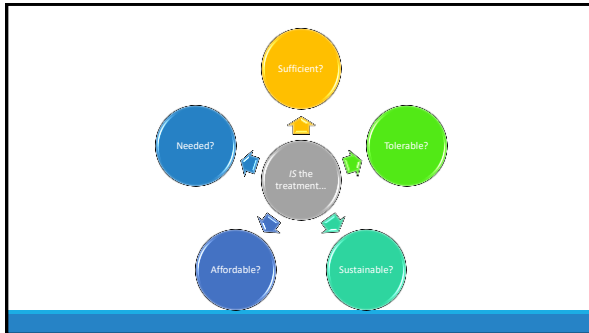 Sufficient?
Needed?
Tolerable?
IS the
treatment...
Affordable?
Sustainable?